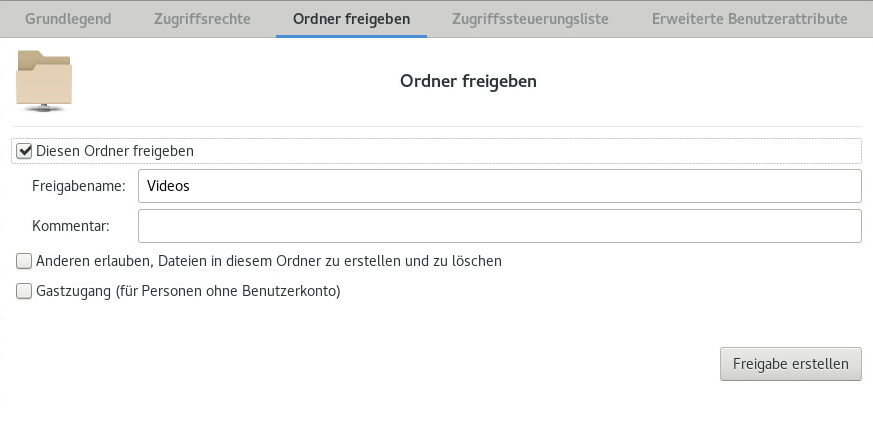 Grundlegend Zugriffsrechte Ordner freigeben Zugriffssteuerungsliste Erweiterte Benutzerattribute
Ordner freigeben
Diesen Ordner freigeben
Freigabename: Videos
Kommentar:
Anderen erlauben, Dateien in diesem Ordner zu erstellen und zu löschen
Gastzugang (für Personen ohne Benutzerkonto)
Freigabe erstellen